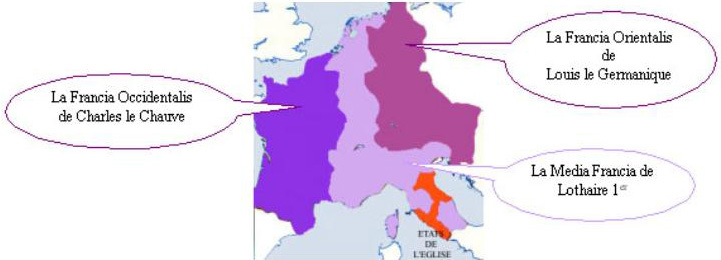 La Francia Occidentalis
de Charles le Chauve
La Francia Orientalis
de
Louis le Germanique
La Media Francia de
Lothaire 1er
ETATS
DE
L'EGLISE